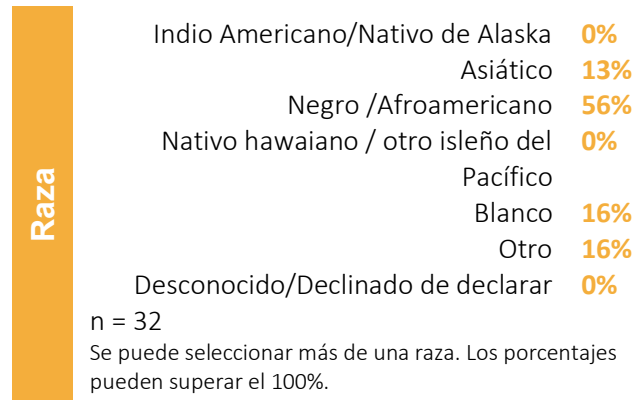 Raza
Indio Americano/Nativo de Alaska 0%
Asiático 13%
Negro /Afroamericano 56%
Nativo hawaiano / otro isleño del 0%
Pacífico
Blanco 16%
Otro 16%
Desconocido/Declinado de declarar 0%
n = 32
Se puede seleccionar más de una raza. Los porcentajes
pueden superar el 100%.